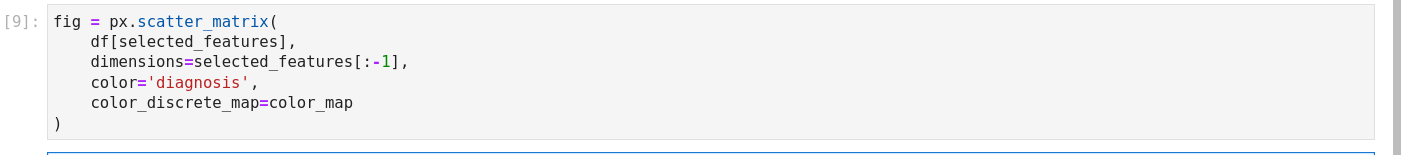 [9]: fig = px.scatter_matrix(
    df[selected_features],
    dimensions=selected_features[:-1],
    color='diagnosis',
    color_discrete_map=color_map
)